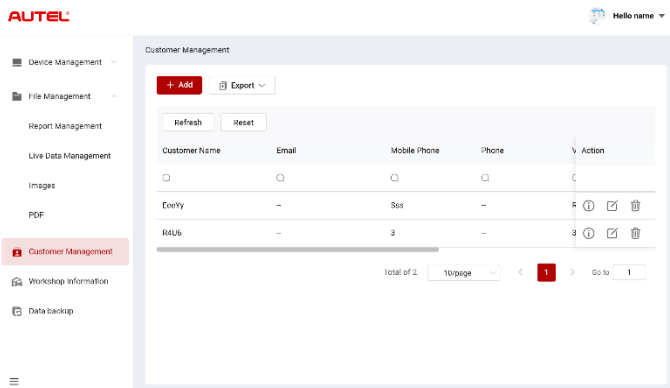 AUTEL
Hello name
Device Management
File Management
Report Management
Live Data Management
Images
PDF
Customer Management
Workshop Information
Data backup
Customer Management
+ Add
Export
Refresh Reset
Customer Name Email Mobile Phone Phone V Action
EeeYy -- Sss -- R
R4U6 -- 3 -- 3
Total of 2 10/page < 1 > Go to 1